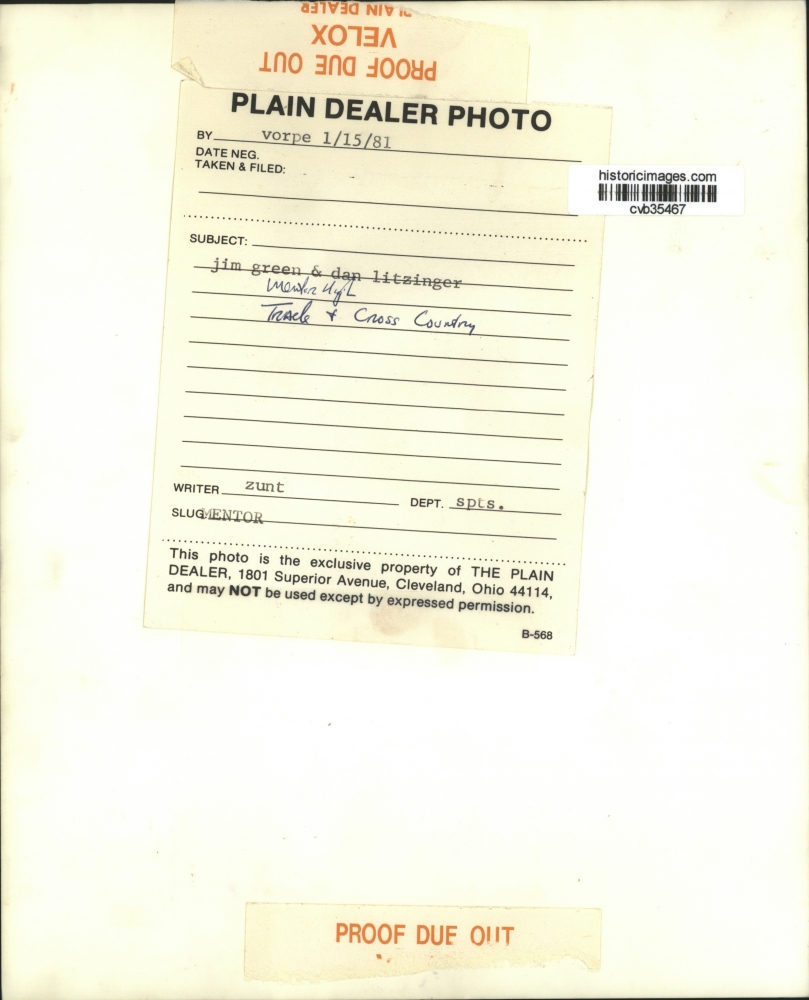 PLAIN DEALER
VELOX
PROOF DUE OUT
PLAIN DEALER PHOTO
BY vorpe 1/15/81
DATE NEG.
TAKEN & FILED:
historicimages.com
cvb35467
SUBJECT:
jim green & dan litzinger
Mentor High
Track & Cross Country
WRITER zunt
DEPT. spts.
SLUG MENTOR
This photo is the exclusive property of THE PLAIN
DEALER, 1801 Superior Avenue, Cleveland, Ohio 44114,
and may NOT be used except by expressed permission.
B-568
PROOF DUE OUT